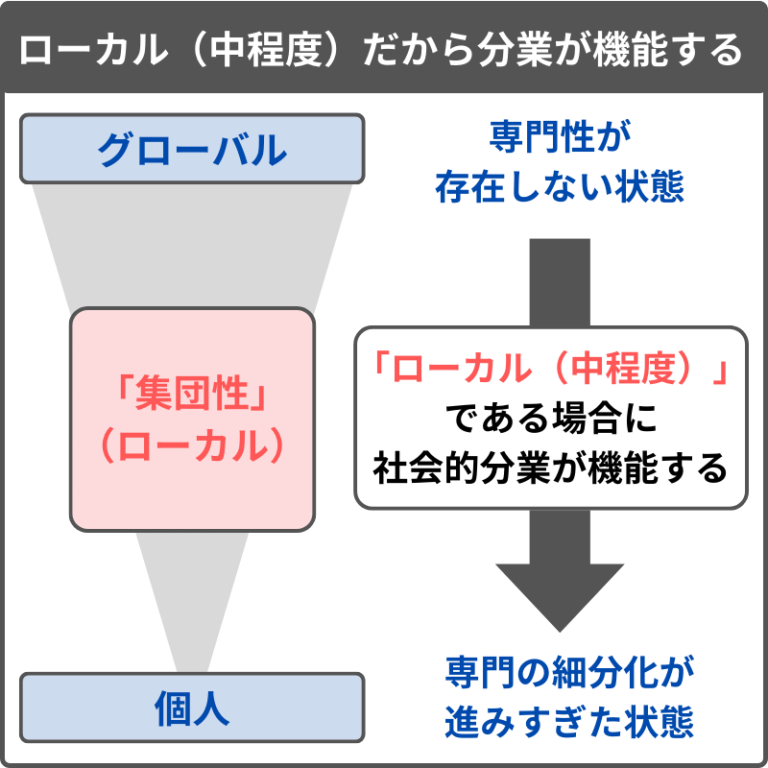 ローカル（中程度）だから分業が機能する
グローバル
専門性が
存在しない状態
「集団性」
（ローカル）
「ローカル（中程度）」
である場合に
社会的分業が機能する
個人
専門の細分化が
進みすぎた状態